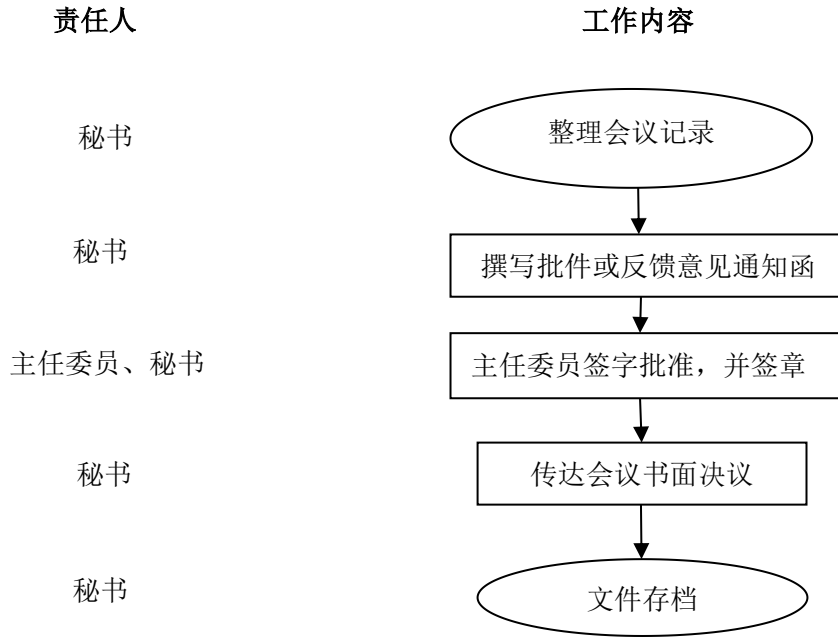 责任人 工作内容
秘书 整理会议记录
秘书 撰写批件或反馈意见通知函
主任委员、秘书 主任委员签字批准，并签章
秘书 传达会议书面决议
秘书 文件存档